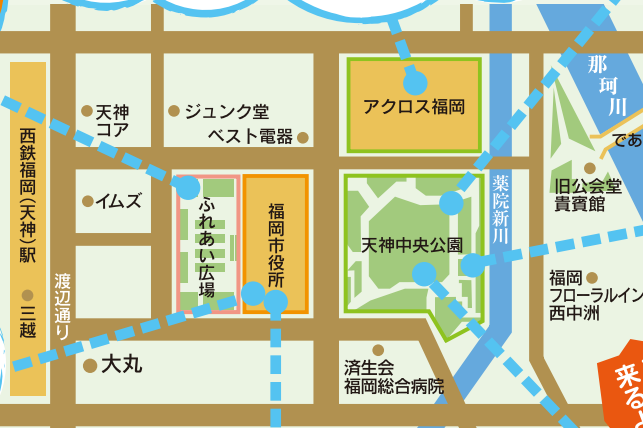 那珂川
アクロス福岡
天神
コア
ジュンク堂
ベスト電器
であ
西鉄福岡(天神)駅
三越
イムズ
ふれあい広場
福岡市役所
天神中央公園
薬院新川
旧公会堂
貴賓館
渡辺通り
福岡
フローラルイン
西中洲
大丸
済生会
福岡総合病院
来る